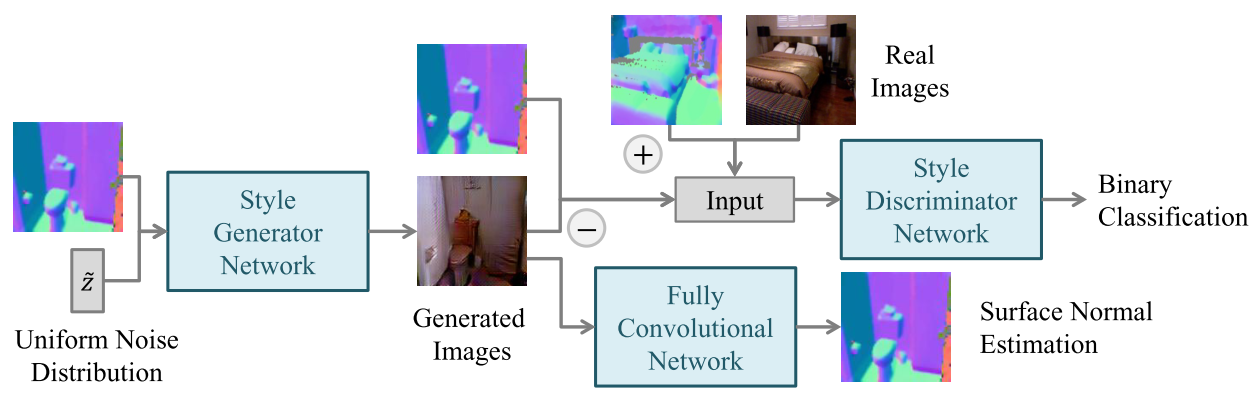 Real
Images
+
Style
Generator
Network
Input
Style
Discriminator
Network
Binary
Classification
−
z̃
Uniform Noise
Distribution
Generated
Images
Fully
Convolutional
Network
Surface Normal
Estimation